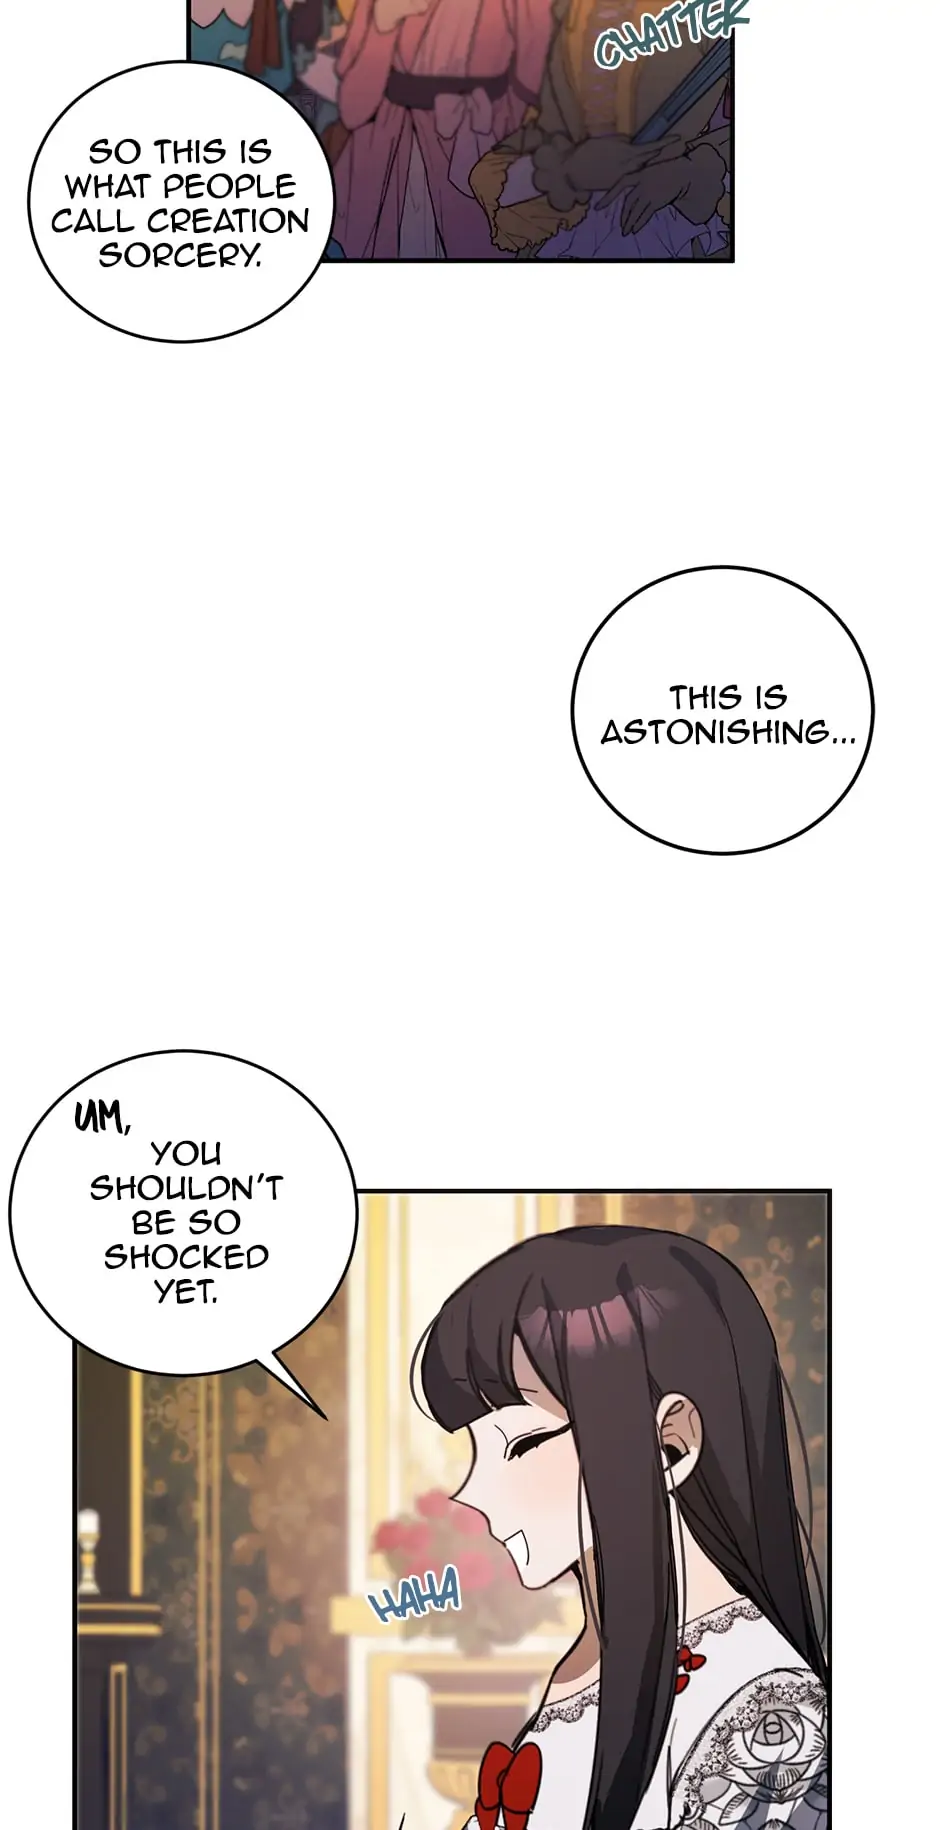 CHATTER
SO THIS IS
WHAT PEOPLE
CALL CREATION
SORCERY.
THIS IS
ASTONISHING...
UM,
YOU
SHOULDN'T
BE SO
SHOCKED
YET.
HAHA